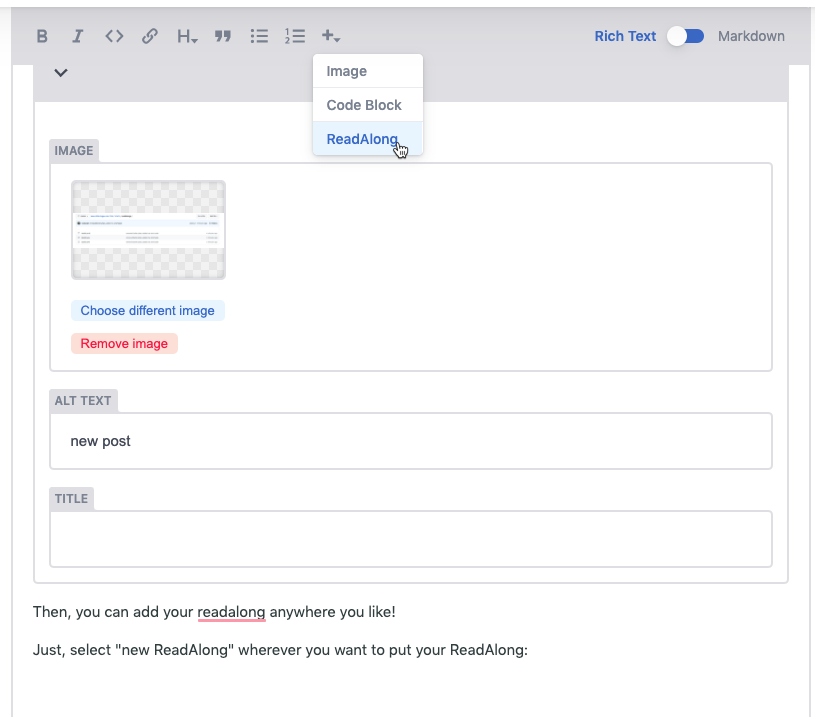 B I <> H 99 +
Rich Text Markdown
Image
Code Block
ReadAlong
IMAGE
Choose different image
Remove image
ALT TEXT
new post
TITLE
Then, you can add your readalong anywhere you like!
Just, select "new ReadAlong" wherever you want to put your ReadAlong: